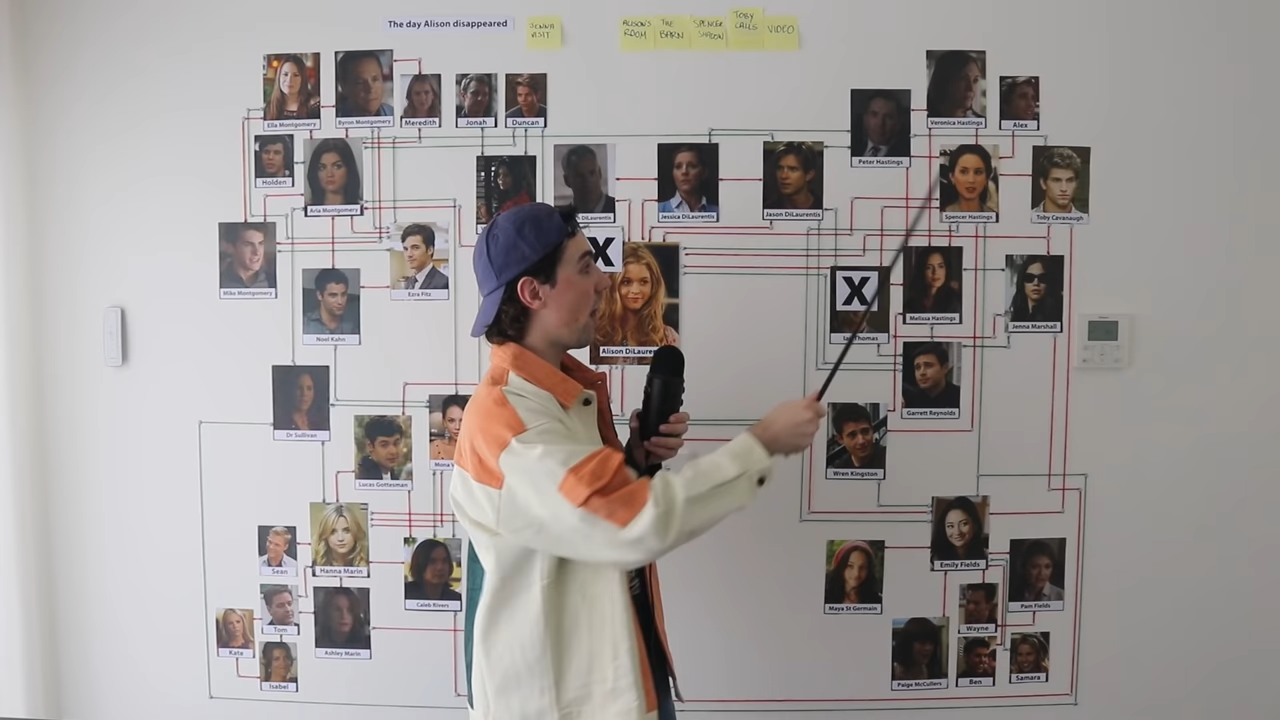 The day Alison disappeared
JENNA
VISIT
ALISON'S
ROOM
THE
BARN
SPENCER
TOBY
CALLS
VIDEO
Ella Montgomery
Byron Montgomery
Meredith
Jonah
Duncan
Veronica Hastings
Alex
Peter Hastings
Holden
Aria Montgomery
DiLaurentis
Jessica DiLaurentis
Jason DiLaurentis
Spencer Hastings
Toby Cavanaugh
X
Mike Montgomery
Ezra Fitz
X
Melissa Hastings
Jenna Marshall
Noel Kahn
Alison DiLauren
Thomas
Garrett Reynolds
Dr Sullivan
Mona
Wren Kingston
Lucas Gottesman
Sean
Hanna Marin
Caleb Rivers
Emily Fields
Maya St Germain
Pam Fields
Tom
Wayne
Kate
Ashley Marin
Isabel
Paige McCullers
Ben
Samara